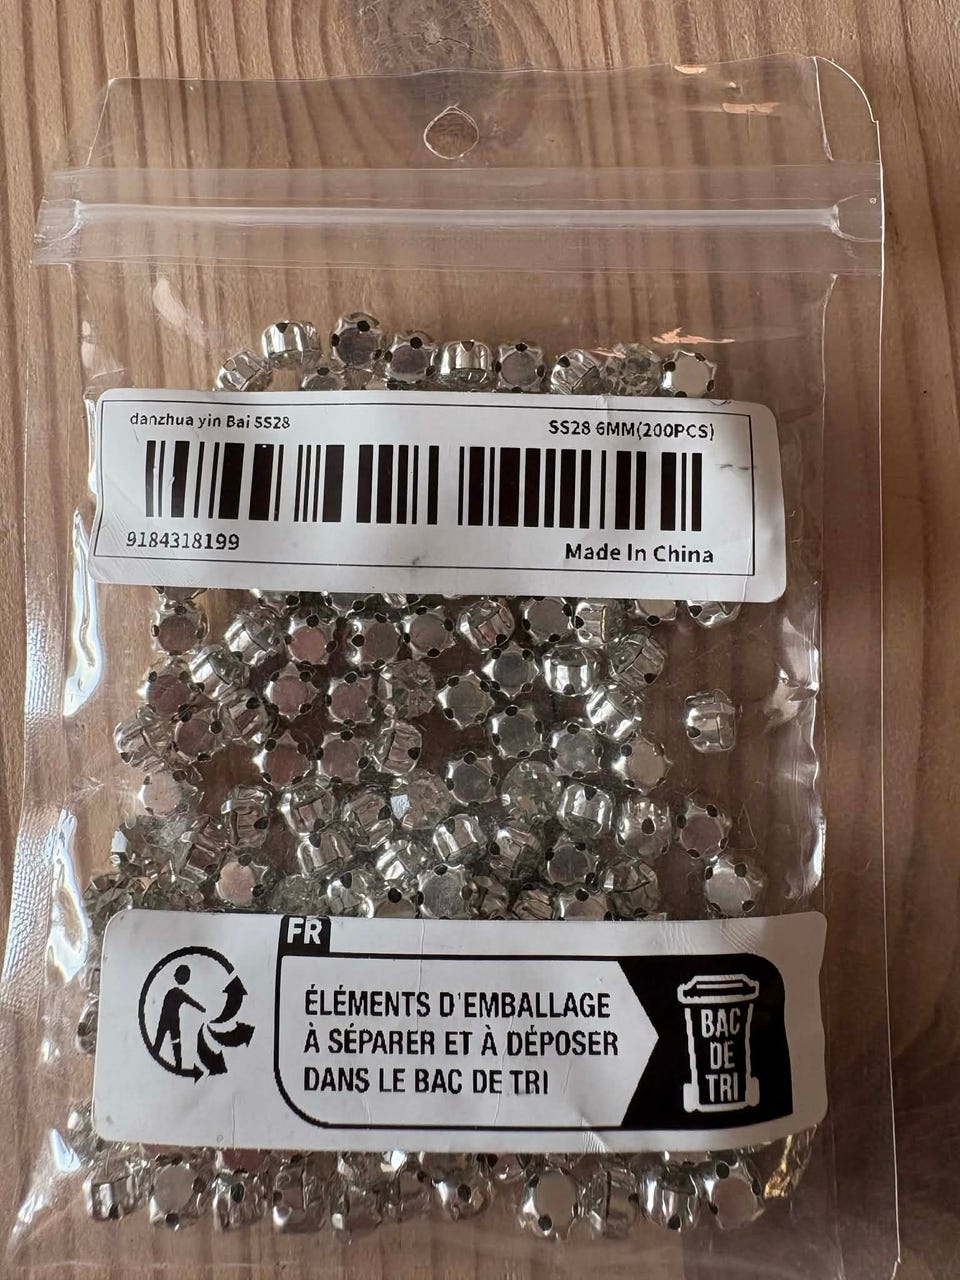 danzhua yin Bai SS28
SS28 6MM(200PCS)
9184318199
Made In China
FR
ÉLÉMENTS D'EMBALLAGE
À SÉPARER ET À DÉPOSER
DANS LE BAC DE TRI
BAC
DE
TRI